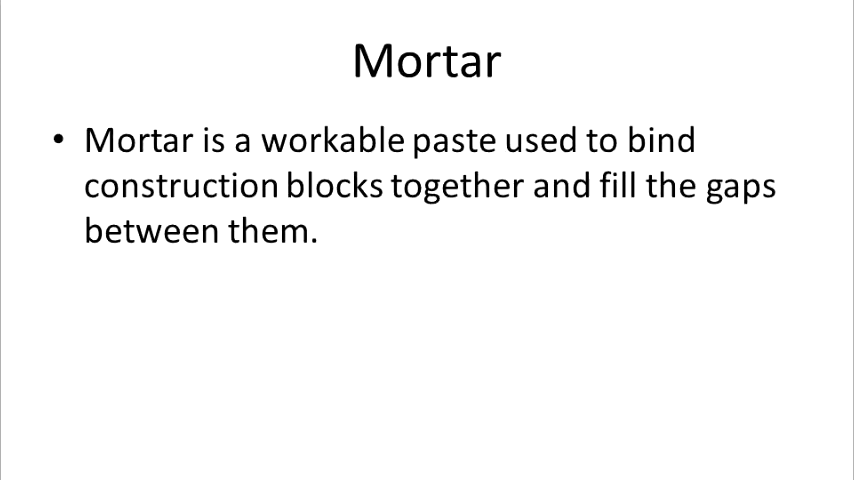 Mortar
• Mortar is a workable paste used to bind
construction blocks together and fill the gaps
between them.